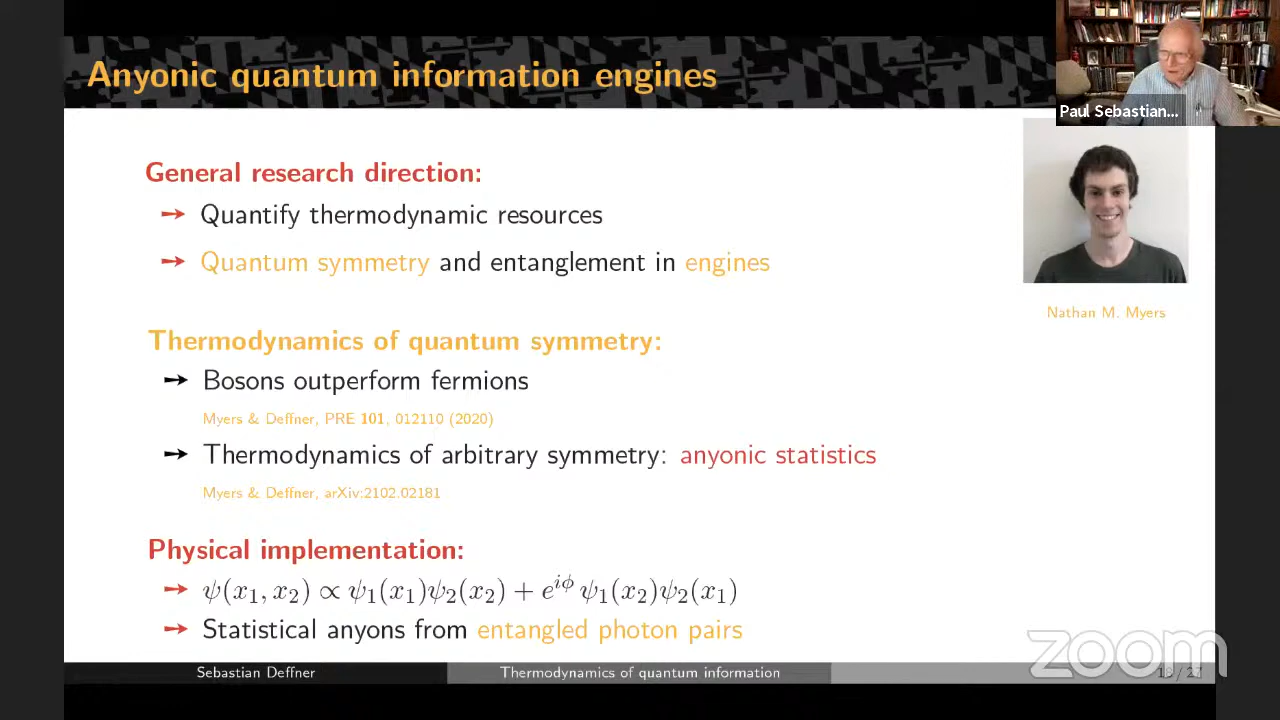 Anyonic quantum information engines
Paul Sebastian...
General research direction:
→ Quantify thermodynamic resources
→ Quantum symmetry and entanglement in engines
Nathan M. Myers
Thermodynamics of quantum symmetry:
→ Bosons outperform fermions
Myers & Deffner, PRE 101, 012110 (2020)
→ Thermodynamics of arbitrary symmetry: anyonic statistics
Myers & Deffner, arXiv:2102.02181
Physical implementation:
→ ψ(x₁, x₂) ∝ ψ₁(x₁)ψ₂(x₂) + e^{iϕ} ψ₁(x₂)ψ₂(x₁)
→ Statistical anyons from entangled photon pairs
zoom
Sebastian Deffner Thermodynamics of quantum information / 27